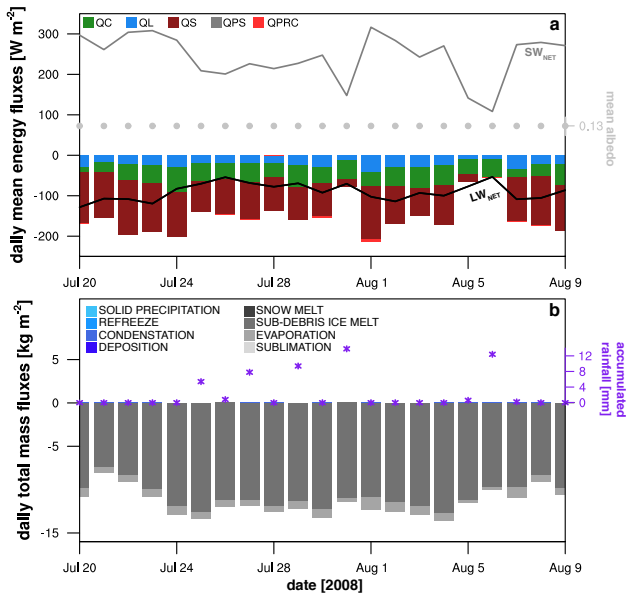 QC QL QS QPS QPRC
a
300
200
100
0
-100
-200
daily mean energy fluxes [W m-2]
SWNET
LWNET
0.13
mean albedo
Jul 20 Jul 24 Jul 28 Aug 1 Aug 5 Aug 9
b
SOLID PRECIPITATION
REFREEZE
CONDENSTATION
DEPOSITION
SNOW MELT
SUB-DEBRIS ICE MELT
EVAPORATION
SUBLIMATION
5
0
-5
-15
daily total mass fluxes [kg m-2]
12
8
4
0
accumulated
rainfall [mm]
Jul 20 Jul 24 Jul 28 Aug 1 Aug 5 Aug 9
date [2008]